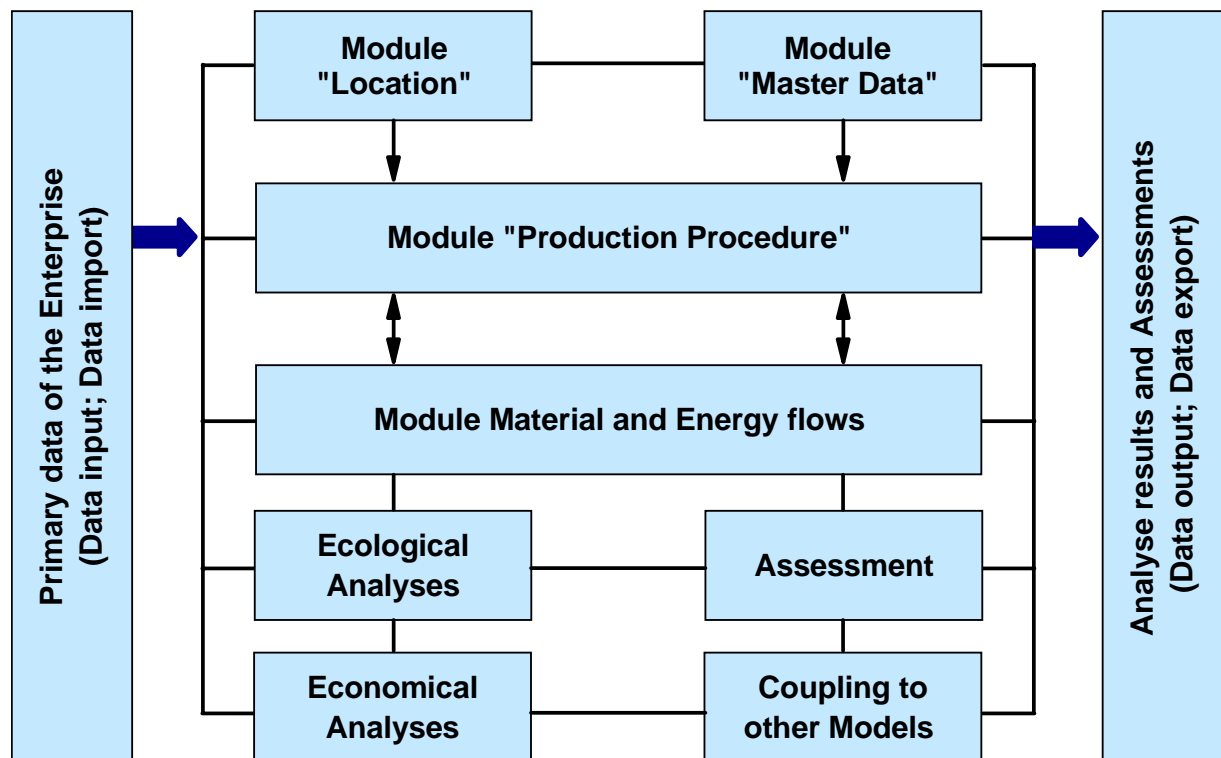 Primary data of the Enterprise
(Data input; Data import)
Module
"Location"
Module
"Master Data"
Module "Production Procedure"
Module Material and Energy flows
Ecological
Analyses
Assessment
Economical
Analyses
Coupling to
other Models
Analyse results and Assessments
(Data output; Data export)